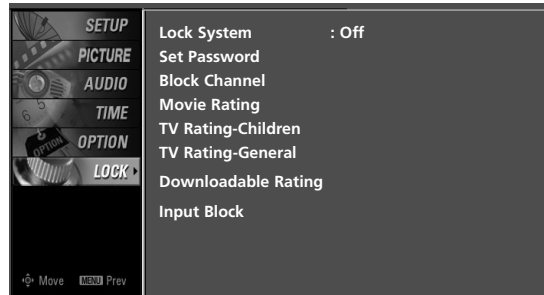 SETUP
PICTURE
AUDIO
TIME
OPTION
OPTION
LOCK
Move MENU Prev
Lock System : Off
Set Password
Block Channel
Movie Rating
TV Rating-Children
TV Rating-General
Downloadable Rating
Input Block